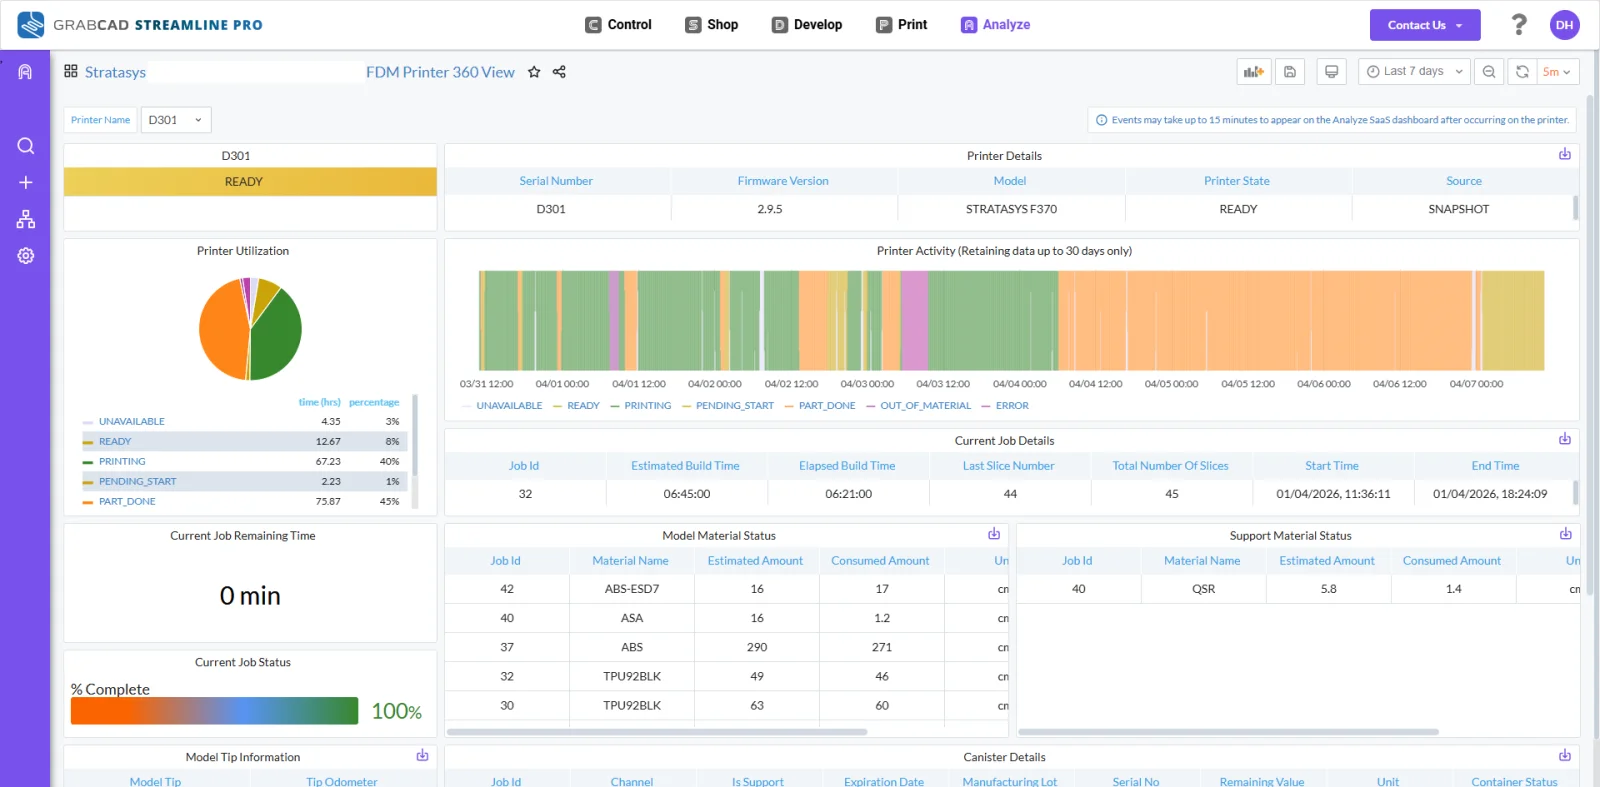 GRABCAD STREAMLINE PRO
C Control
S Shop
D Develop
P Print
Analyze
Contact Us
?
DH
Stratasys
FDM Printer 360 View
Last 7 days
5m
Printer Name
D301
Events may take up to 15 minutes to appear on the Analyze SaaS dashboard after occurring on the printer.
D301
READY
Printer Details
Serial Number Firmware Version Model Printer State Source
D301 2.9.5 STRATASYS F370 READY SNAPSHOT
Printer Utilization
time (hrs) percentage
UNAVAILABLE 4.35 3%
READY 12.67 8%
PRINTING 67.23 40%
PENDING_START 2.23 1%
PART_DONE 75.87 45%
Printer Activity (Retaining data up to 30 days only)
03/31 12:00 04/01 00:00 04/01 12:00 04/02 00:00 04/02 12:00 04/03 00:00 04/03 12:00 04/04 00:00 04/04 12:00 04/05 00:00 04/05 12:00 04/06 00:00 04/06 12:00 04/07 00:00
UNAVAILABLE READY PRINTING PENDING_START PART_DONE OUT_OF_MATERIAL ERROR
Current Job Details
Job Id Estimated Build Time Elapsed Build Time Last Slice Number Total Number Of Slices Start Time End Time
32 06:45:00 06:21:00 44 45 01/04/2026, 11:36:11 01/04/2026, 18:24:09
Current Job Remaining Time
0 min
Current Job Status
% Complete
100%
Model Material Status
Job Id Material Name Estimated Amount Consumed Amount Un
42 ABS-ESD7 16 17 cm
40 ASA 16 1.2 cm
37 ABS 290 271 cm
32 TPU92BLK 49 46 cm
30 TPU92BLK 63 60 cm
Support Material Status
Job Id Material Name Estimated Amount Consumed Amount Un
40 QSR 5.8 1.4 cm
Model Tip Information
Model Tip Tip Odometer
Canister Details
Job Id Channel Is Support Expiration Date Manufacturing Lot Serial No Remaining Value Unit Container Status